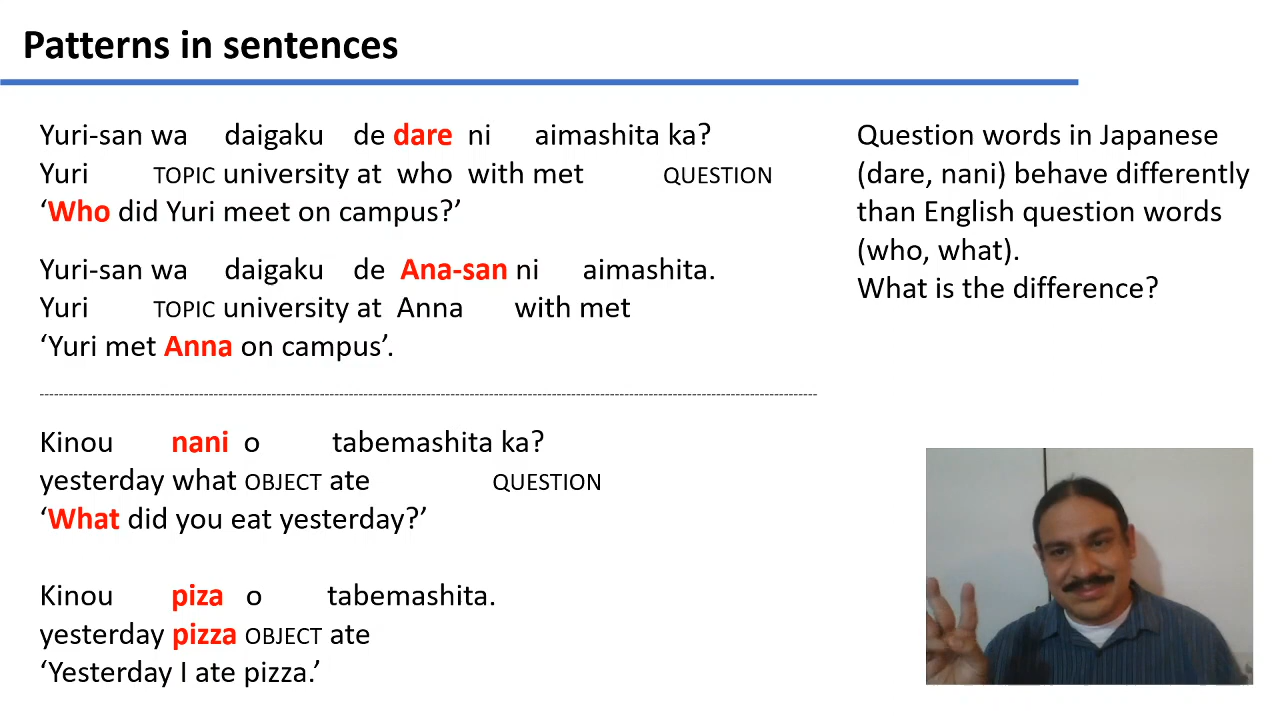 Patterns in sentences
Yuri-san wa daigaku de dare ni aimashita ka?
Yuri TOPIC university at who with met QUESTION
‘Who did Yuri meet on campus?’
Yuri-san wa daigaku de Ana-san ni aimashita.
Yuri TOPIC university at Anna with met
‘Yuri met Anna on campus’.
Kinou nani o tabemashita ka?
yesterday what OBJECT ate QUESTION
‘What did you eat yesterday?’
Kinou piza o tabemashita.
yesterday pizza OBJECT ate
‘Yesterday I ate pizza.’
Question words in Japanese
(dare, nani) behave differently
than English question words
(who, what).
What is the difference?